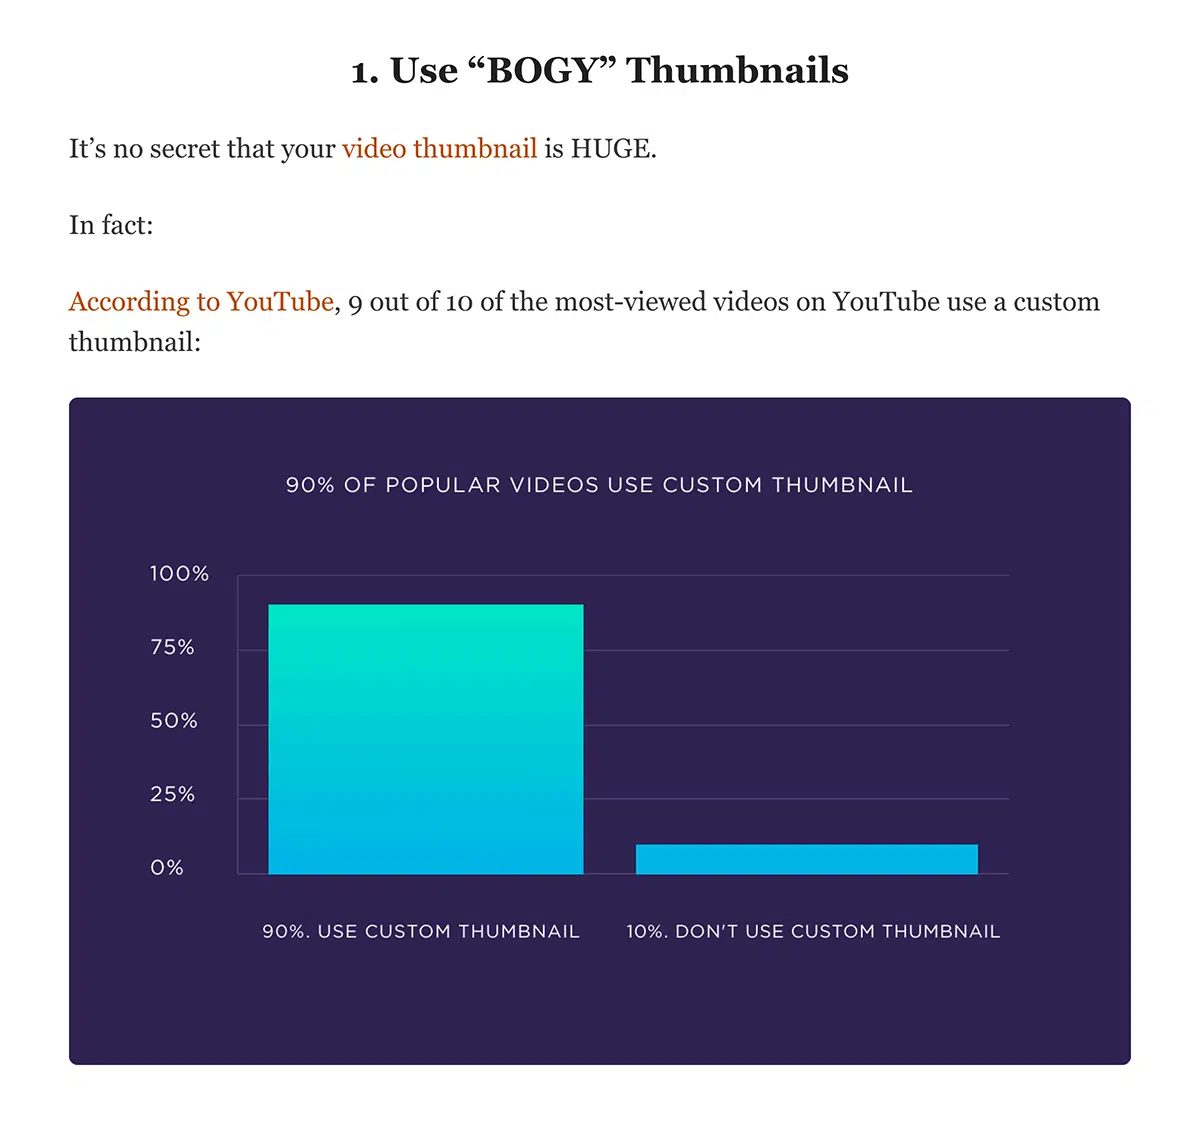 1. Use “BOGY” Thumbnails
It’s no secret that your video thumbnail is HUGE.
In fact:
According to YouTube, 9 out of 10 of the most-viewed videos on YouTube use a custom
thumbnail:
90% OF POPULAR VIDEOS USE CUSTOM THUMBNAIL
100%
75%
50%
25%
0%
90%. USE CUSTOM THUMBNAIL
10%. DON'T USE CUSTOM THUMBNAIL